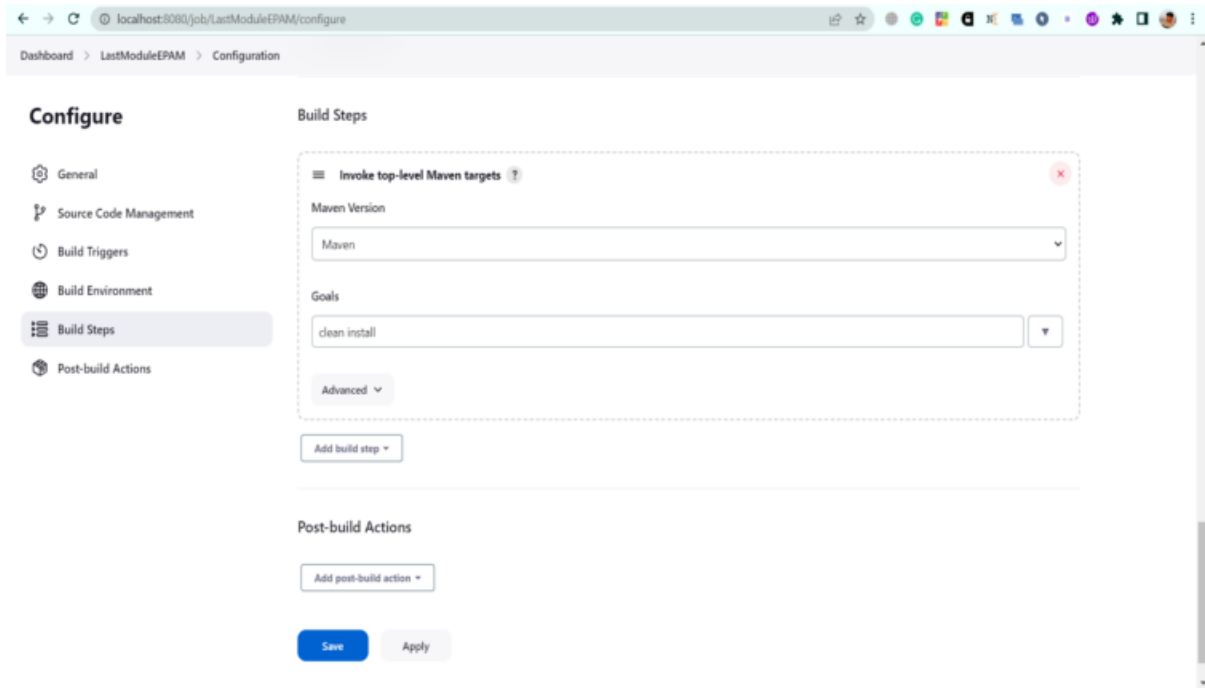 localhost:8080/job/LastModuleEPAM/configure
Dashboard > LastModuleEPAM > Configuration
Configure
General
Source Code Management
Build Triggers
Build Environment
Build Steps
Post-build Actions
Build Steps
Invoke top-level Maven targets ?
Maven Version
Maven
Goals
clean install
Advanced
Add build step
Post-build Actions
Add post-build action
Save Apply